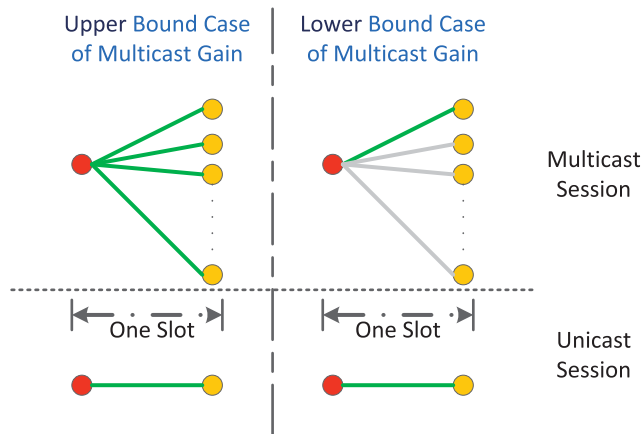 Upper Bound Case
of Multicast Gain
Lower Bound Case
of Multicast Gain
Multicast
Session
One Slot
One Slot
Unicast
Session